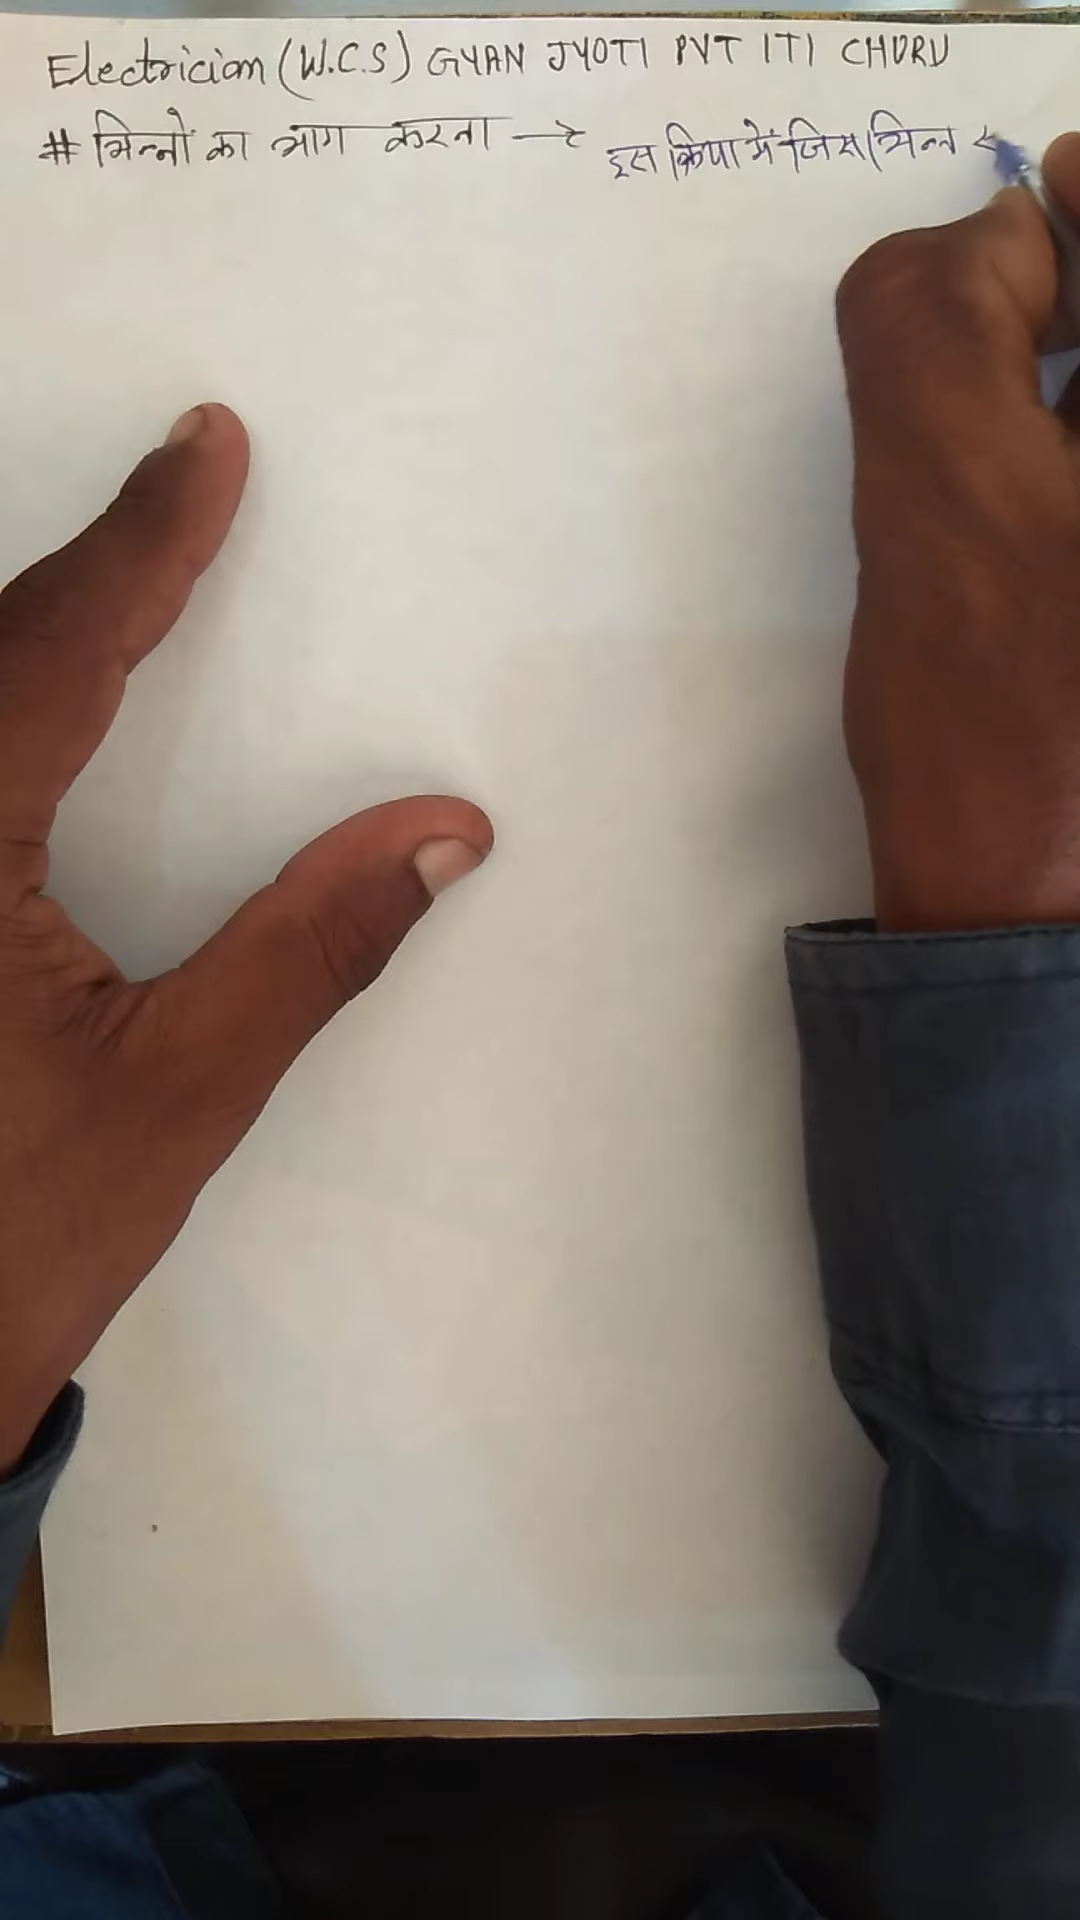 Electrician (W.C.S) GYAN JYOTI PVT ITI CHURU
# भिन्नों का भाग करना → इस क्रिया में जिस भिन्न